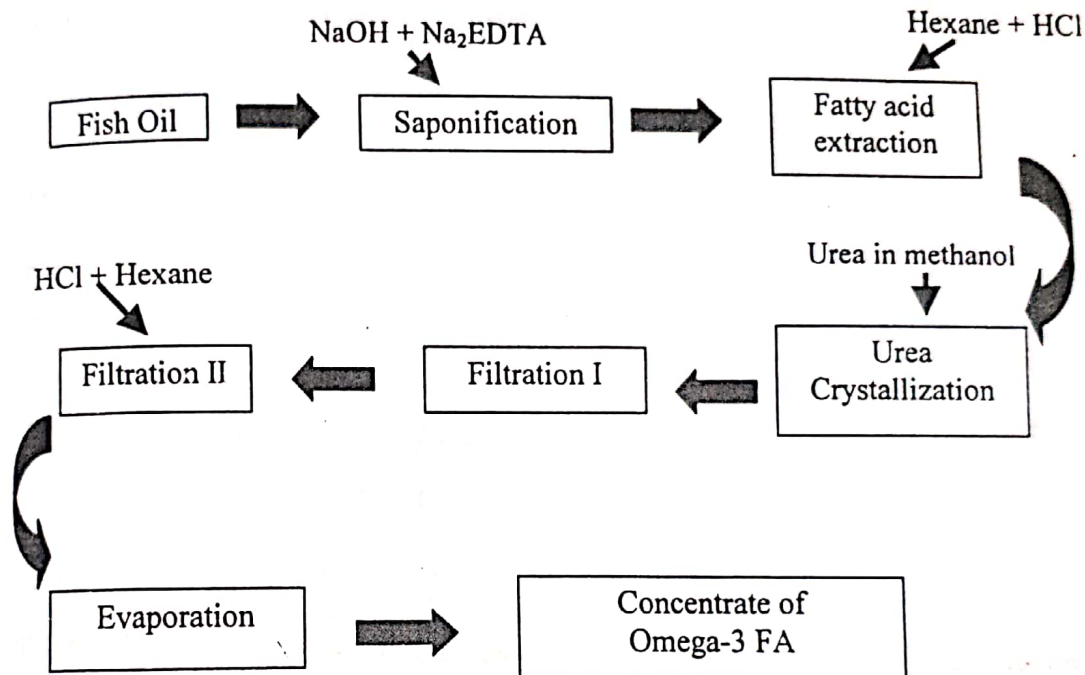 NaOH + Na₂EDTA
Hexane + HCl
Fish Oil
Saponification
Fatty acid
extraction
Urea in methanol
HCl + Hexane
Filtration II
Filtration I
Urea
Crystallization
Evaporation
Concentrate of
Omega-3 FA